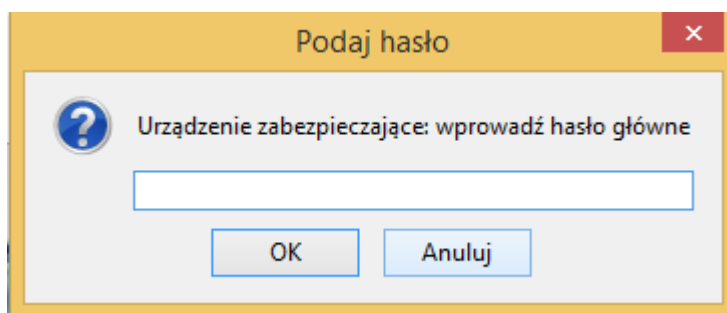 Podaj hasło
Urządzenie zabezpieczające: wprowadź hasło główne
OK
Anuluj